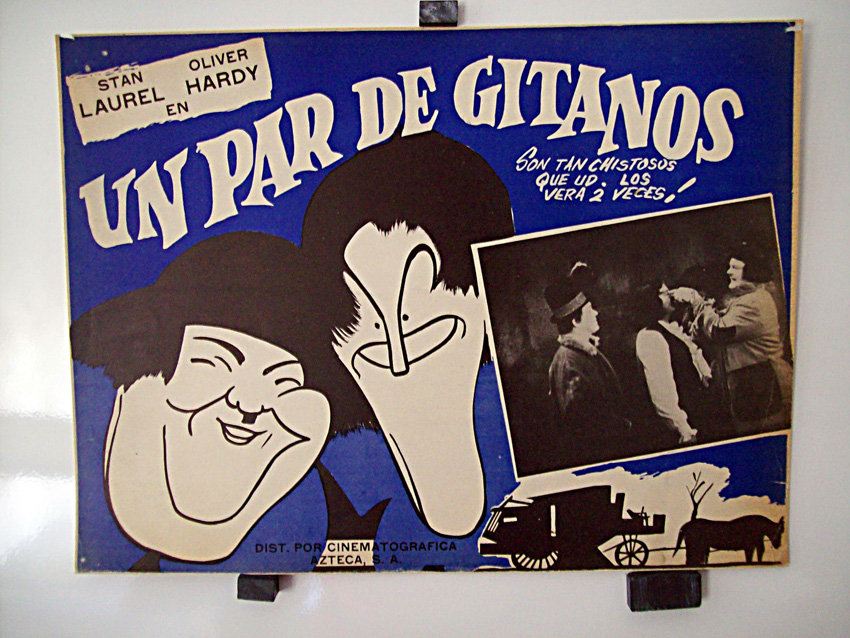 STAN OLIVER
LAUREL HARDY
EN
UN PAR DE GITANOS
SON TAN CHISTOSOS
QUE UD. LOS
VERA 2 VECES!
DIST. POR CINEMATOGRAFICA
AZTECA, S. A.